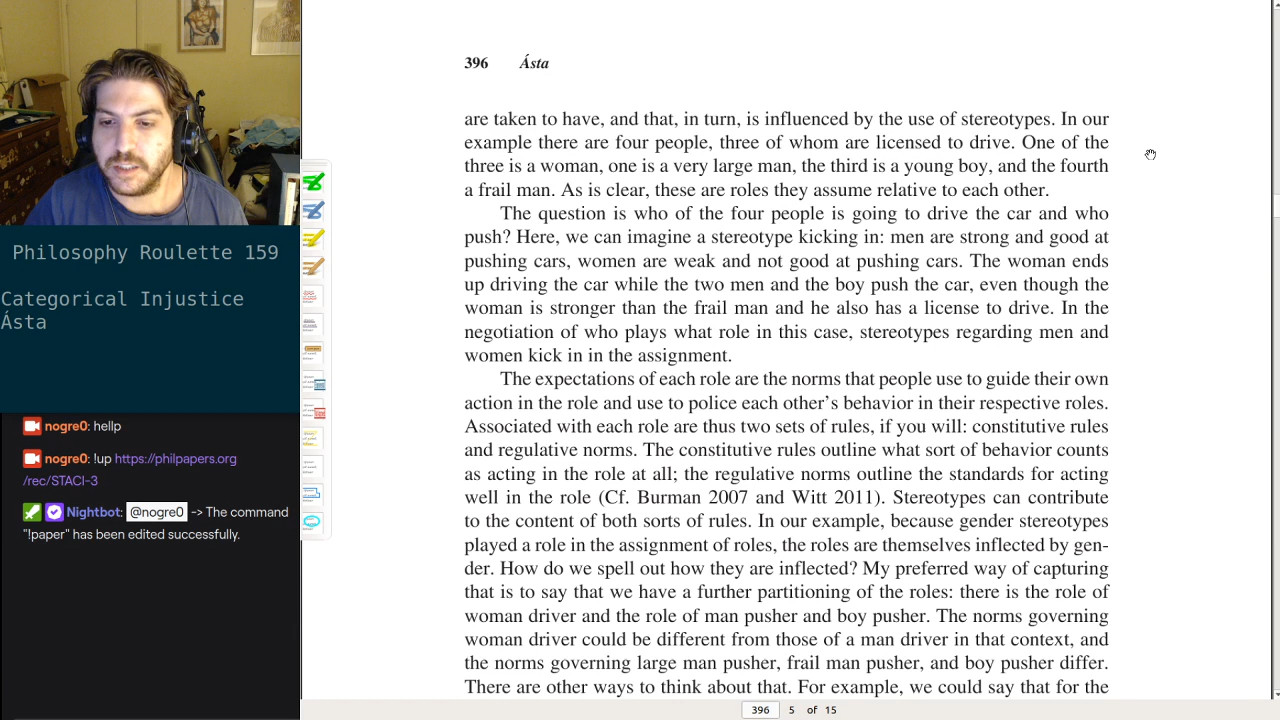 Philosophy Roulette 159
Categorical Injustice
Ásta
nogre0: hellp
nogre0: !up https://philpapers.org
/rec/STACI-3
Nightbot: @nogre0 -> The command
"!paper" has been edited successfully.
396 Ásta
are taken to have, and that, in turn, is influenced by the use of stereotypes. In our
example there are four people, three of whom are licensed to drive. One of the
three is a woman, one is a very large man, the third is a young boy, and the fourth
a frail man. As is clear, these are roles they assume relative to each other.
The question is who of the four people is going to drive the car and who
push? Here we can imagine a stereotype kicking in: men are strong and good at
pushing cars, women are weak and not good at pushing cars. The woman ends
up driving the car while the two men and the boy push the car, even though she
is quite strong and both the frail man and the boy have a license to drive. In the
negotiation of who plays what role in this case, stereotypes regarding men and
women kick in in the assignment.
The expectations of each role are the norms that people use to guide their own
action in the roles and use to police each other's behavior in their respective roles.
Associated with each role are thus two sets of rules, if you will: constitutive rules
and regulative norms. The constitutive rules outline what is needed for count-
ing as acting in the role at all; the regulative norms outline standards for acting
well in the role (Cf. Burman 2007 and Witt 2011). Stereotypes can contribute
to be content of the norms as well. In our example, because gender stereotypes
played a role in the assignment of roles, the roles are themselves inflected by gen-
der. How do we spell out how they are inflected? My preferred way of capturing
that is to say that we have a further partitioning of the roles: there is the role of
woman driver and the role of man pusher and boy pusher. The norms governing
woman driver could be different from those of a man driver in that context, and
the norms governing large man pusher, frail man pusher, and boy pusher differ.
There are other ways to think about that. For example, we could say that for the
396 5 of 15